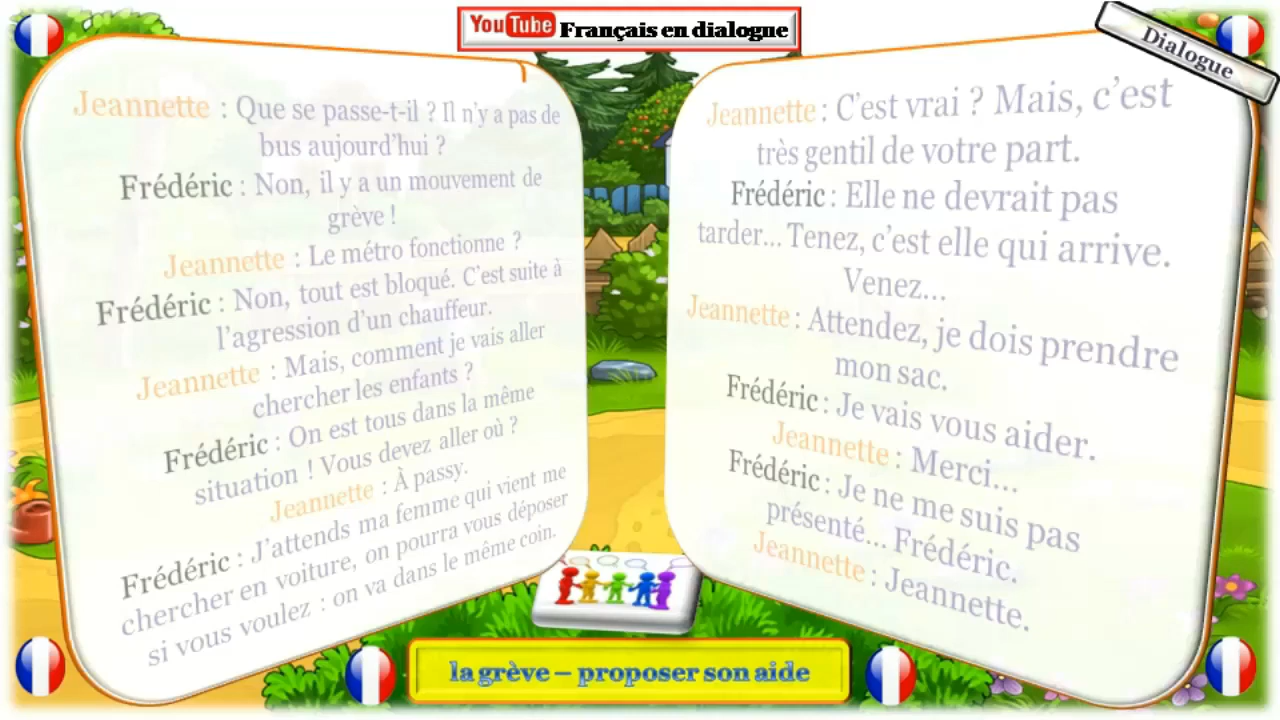 YouTube Français en dialogue
Dialogue
Jeannette : Que se passe-t-il ? Il n'y a pas de
bus aujourd'hui ?
Frédéric : Non, il y a un mouvement de
grève !
Jeannette : Le métro fonctionne ?
Frédéric : Non, tout est bloqué. C'est suite à
l'agression d'un chauffeur.
Jeannette : Mais, comment je vais aller
chercher les enfants ?
Frédéric : On est tous dans la même
situation ! Vous devez aller où ?
Jeannette : À passy.
Frédéric : J'attends ma femme qui vient me
chercher en voiture, on pourra vous déposer
si vous voulez : on va dans le même coin.
Jeannette : C'est vrai ? Mais, c'est
très gentil de votre part.
Frédéric : Elle ne devrait pas
tarder... Tenez, c'est elle qui arrive.
Venez...
Jeannette : Attendez, je dois prendre
mon sac.
Frédéric : Je vais vous aider.
Jeannette : Merci...
Frédéric : Je ne me suis pas
présenté... Frédéric.
Jeannette : Jeannette.
la grève – proposer son aide